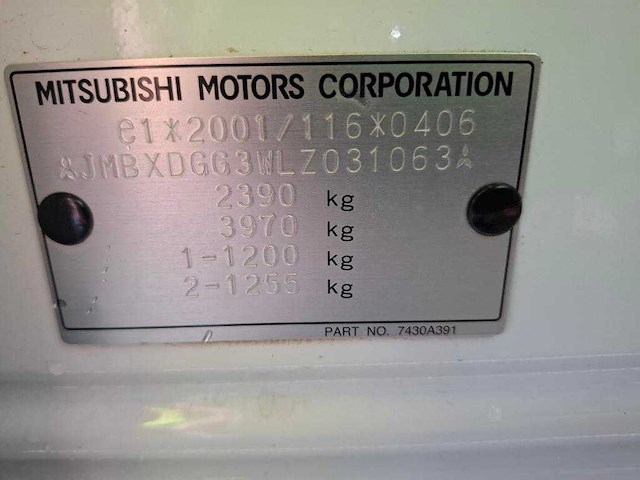 MITSUBISHI MOTORS CORPORATION
e1*2001/116*0406
JMBXDGG3WLZ031063
2390 kg
3970 kg
1-1200 kg
2-1255 kg
PART NO. 7430A391